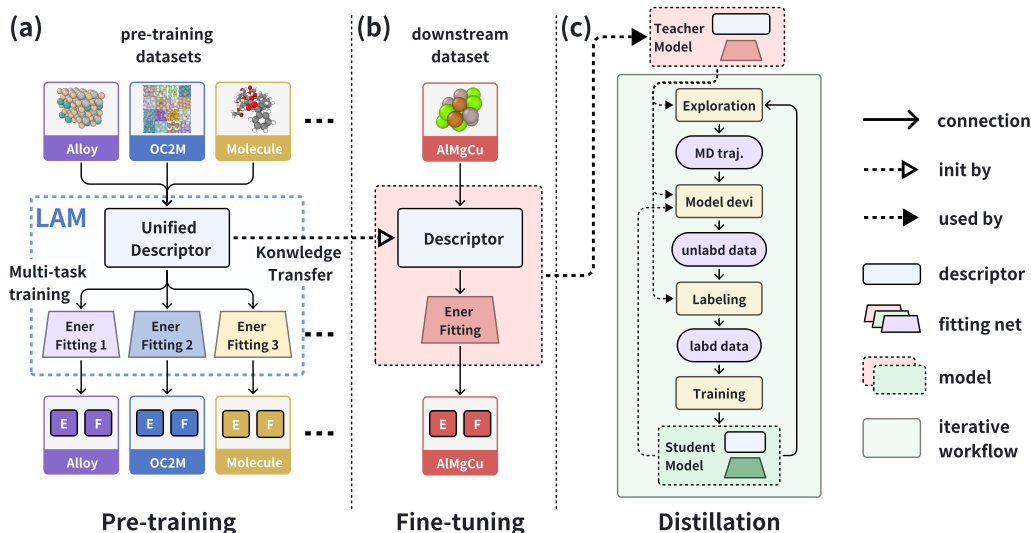 (a)
pre-training
datasets
Alloy
OC2M
Molecule
LAM
Unified
Descriptor
Multi-task
training
Konwledge
Transfer
Ener
Fitting 1
Ener
Fitting 2
Ener
Fitting 3
E F
E F
E F
Alloy
OC2M
Molecule
Pre-training
(b)
downstream
dataset
AlMgCu
Descriptor
Ener
Fitting
E F
AlMgCu
Fine-tuning
(c)
Teacher
Model
Exploration
MD traj.
Model devi
unlabd data
Labeling
labd data
Training
Student
Model
Distillation
connection
init by
used by
descriptor
fitting net
model
iterative
workflow